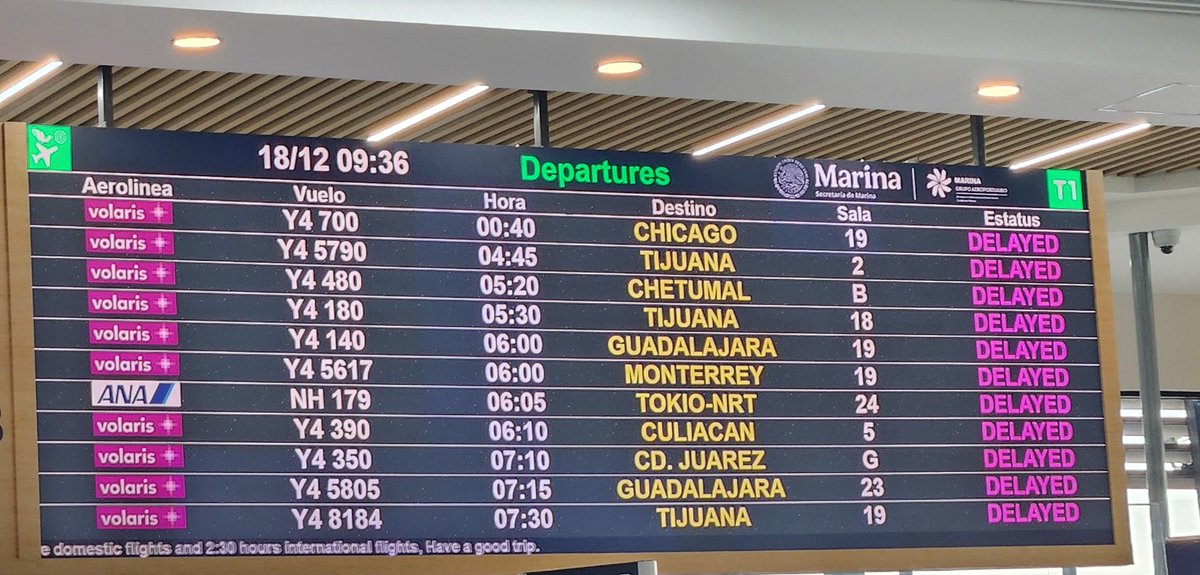 18/12 09:36 Departures Marina Secretaría de Marina MARINA GRUPO AEROPORTUARIO T1
Aerolinea Vuelo Hora Destino Sala Estatus
volaris Y4 700 00:40 CHICAGO 19 DELAYED
volaris Y4 5790 04:45 TIJUANA 2 DELAYED
volaris Y4 480 05:20 CHETUMAL B DELAYED
volaris Y4 180 05:30 TIJUANA 18 DELAYED
volaris Y4 140 06:00 GUADALAJARA 19 DELAYED
volaris Y4 5617 06:00 MONTERREY 19 DELAYED
ANA NH 179 06:05 TOKIO-NRT 24 DELAYED
volaris Y4 390 06:10 CULIACAN 5 DELAYED
volaris Y4 350 07:10 CD. JUAREZ G DELAYED
volaris Y4 5805 07:15 GUADALAJARA 23 DELAYED
volaris Y4 8184 07:30 TIJUANA 19 DELAYED
e domestic flights and 2:30 hours international flights, Have a good trip.